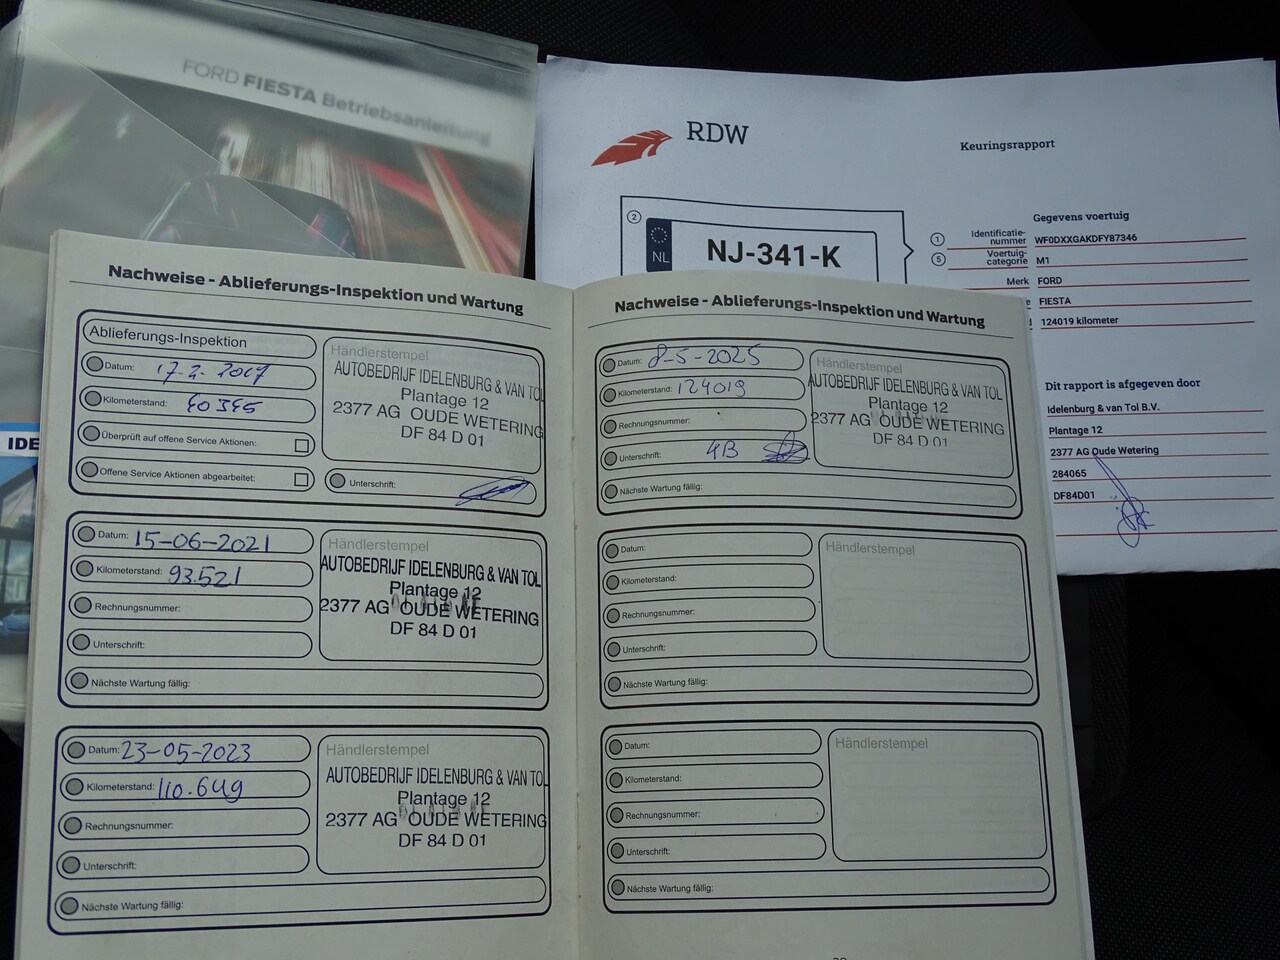 FORD FIESTA Betriebsanleitung
RDW
Keuringsrapport
2
NL
NJ-341-K
Gegevens voertuig
1 Identificatie-
nummer WF0DXXGAKDFY87346
5 Voertuig-
categorie M1
Merk FORD
FIESTA
124019 kilometer
Dit rapport is afgegeven door
Idelenburg & van Tol B.V.
Plantage 12
2377 AG Oude Wetering
284065
DF84D01
IDE
Nachweise - Ablieferungs-Inspektion und Wartung
Ablieferungs-Inspektion
Datum: 17-2-2017
Kilometerstand:
Überprüft auf offene Service Aktionen:
Offene Service Aktionen abgearbeitet:
Händlerstempel
AUTOBEDRIJF IDELENBURG & VAN TOL
Plantage 12
2377 AG OUDE WETERING
DF 84 D 01
Unterschrift:
Datum: 15-06-2021
Kilometerstand: 93.521
Rechnungsnummer:
Unterschrift:
Nächste Wartung fällig:
Händlerstempel
AUTOBEDRIJF IDELENBURG & VAN TOL
Plantage 12
2377 AG OUDE WETERING
DF 84 D 01
Datum: 23-05-2023
Kilometerstand: 110.649
Rechnungsnummer:
Unterschrift:
Nächste Wartung fällig:
Händlerstempel
AUTOBEDRIJF IDELENBURG & VAN TOL
Plantage 12
2377 AG OUDE WETERING
DF 84 D 01
Nachweise - Ablieferungs-Inspektion und Wartung
Datum: 8-5-2025
Kilometerstand: 124019
Rechnungsnummer:
Unterschrift:
Nächste Wartung fällig:
Händlerstempel
AUTOBEDRIJF IDELENBURG & VAN TOL
Plantage 12
2377 AG OUDE WETERING
DF 84 D 01
Datum:
Kilometerstand:
Rechnungsnummer:
Unterschrift:
Nächste Wartung fällig:
Händlerstempel
Datum:
Kilometerstand:
Rechnungsnummer:
Unterschrift:
Nächste Wartung fällig:
Händlerstempel